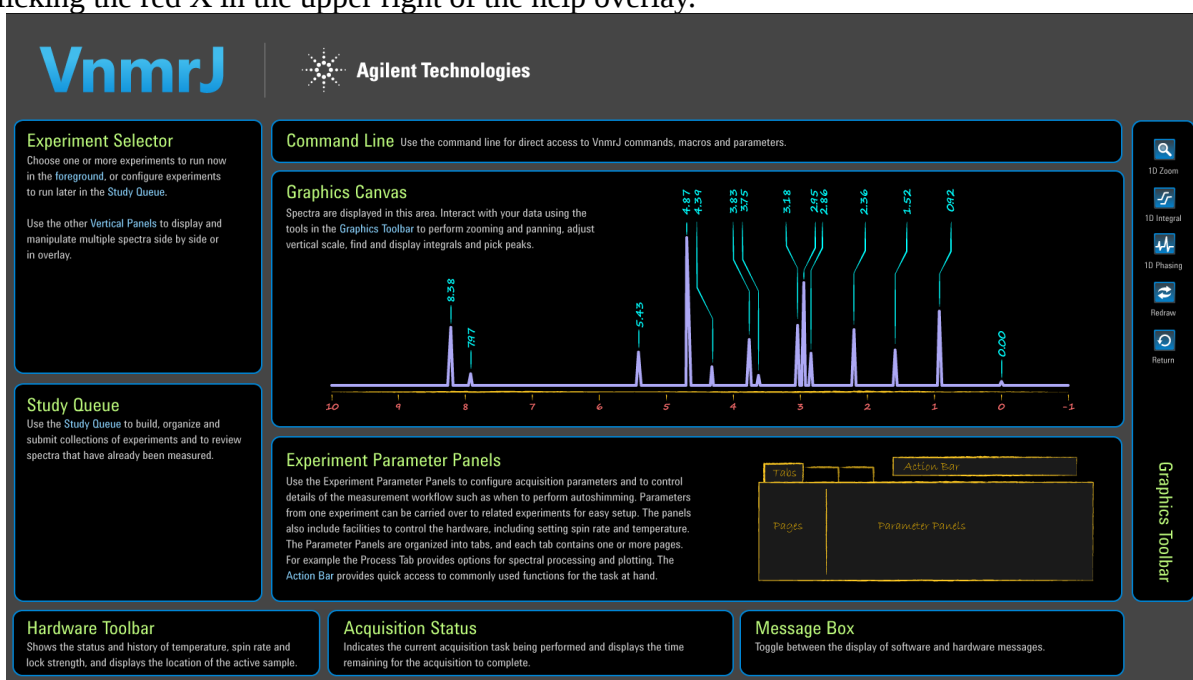 licking the red X in the upper right of the help overlay.
VnmrJ
Agilent Technologies
Experiment Selector
Choose one or more experiments to run now
in the foreground, or configure experiments
to run later in the Study Queue.
Use the other Vertical Panels to display and
manipulate multiple spectra side by side or
in overlay.
Study Queue
Use the Study Queue to build, organize and
submit collections of experiments and to review
spectra that have already been measured.
Command Line Use the command line for direct access to VnmrJ commands, macros and parameters.
Graphics Canvas
Spectra are displayed in this area. Interact with your data using the
tools in the Graphics Toolbar to perform zooming and panning, adjust
vertical scale, find and display integrals and pick peaks.
8.38
7.97
5.43
4.87
4.39
3.83
3.75
3.18
2.95
2.86
2.36
1.52
0.92
0.00
10 9 8 7 6 5 4 3 2 1 0 -1
Experiment Parameter Panels
Use the Experiment Parameter Panels to configure acquisition parameters and to control
details of the measurement workflow such as when to perform autoshimming. Parameters
from one experiment can be carried over to related experiments for easy setup. The panels
also include facilities to control the hardware, including setting spin rate and temperature.
The Parameter Panels are organized into tabs, and each tab contains one or more pages.
For example the Process Tab provides options for spectral processing and plotting. The
Action Bar provides quick access to commonly used functions for the task at hand.
Tabs
Action Bar
Pages
Parameter Panels
1D Zoom
1D Integral
1D Phasing
Redraw
Return
Graphics Toolbar
Hardware Toolbar
Shows the status and history of temperature, spin rate and
lock strength, and displays the location of the active sample.
Acquisition Status
Indicates the current acquisition task being performed and displays the time
remaining for the acquisition to complete.
Message Box
Toggle between the display of software and hardware messages.